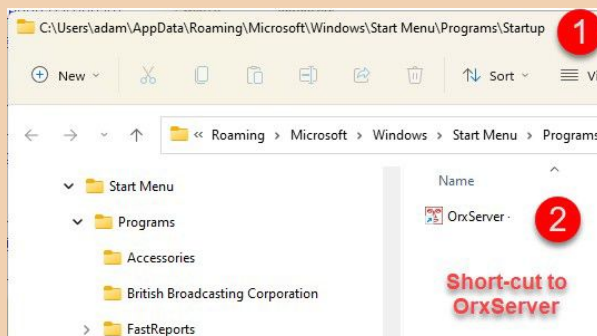 C:\Users\adam\AppData\Roaming\Microsoft\Windows\Start Menu\Programs\Startup
1
New
Sort
Vi
« Roaming > Microsoft > Windows > Start Menu > Programs
Start Menu
Name
Programs
OrxServer -
2
Accessories
British Broadcasting Corporation
Short-cut to
OrxServer
FastReports